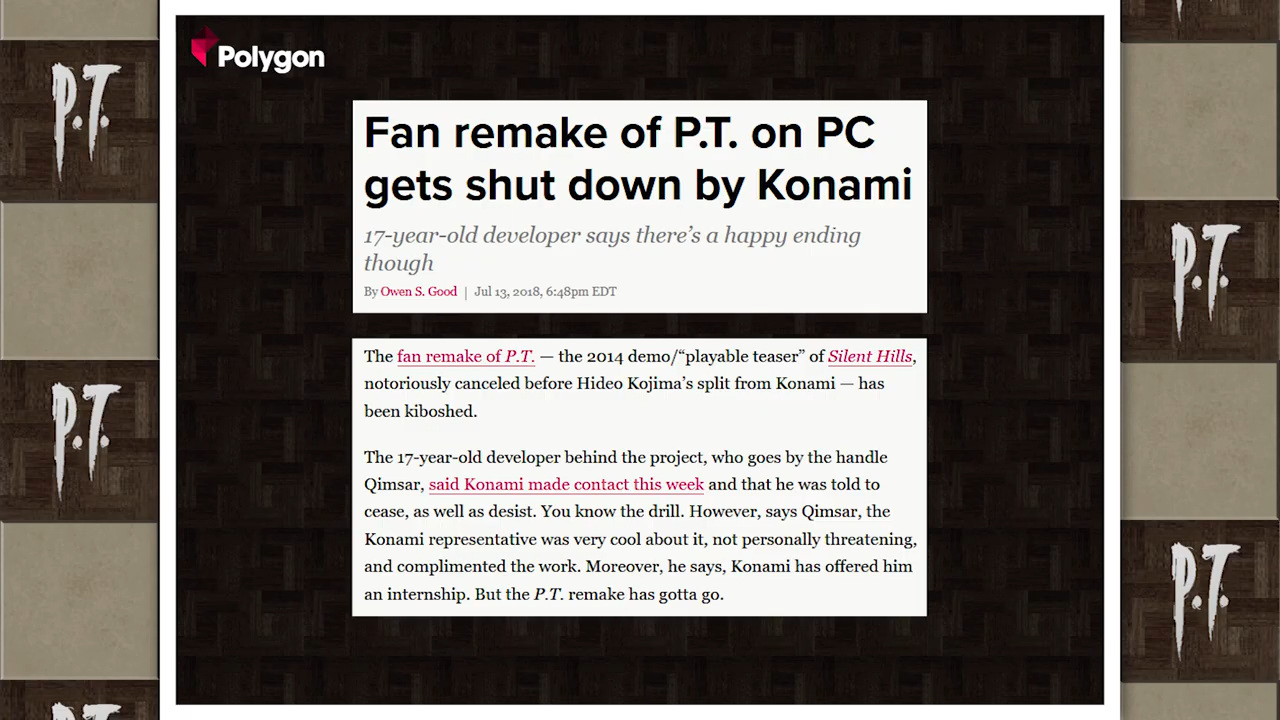 Polygon
Fan remake of P.T. on PC
gets shut down by Konami
17-year-old developer says there's a happy ending
though
By Owen S. Good | Jul 13, 2018, 6:48pm EDT
The fan remake of P.T. — the 2014 demo/“playable teaser” of Silent Hills,
notoriously canceled before Hideo Kojima's split from Konami — has
been kiboshed.
The 17-year-old developer behind the project, who goes by the handle
Qimsar, said Konami made contact this week and that he was told to
cease, as well as desist. You know the drill. However, says Qimsar, the
Konami representative was very cool about it, not personally threatening,
and complimented the work. Moreover, he says, Konami has offered him
an internship. But the P.T. remake has gotta go.
P.T.
P.T.
P.T.
P.T.